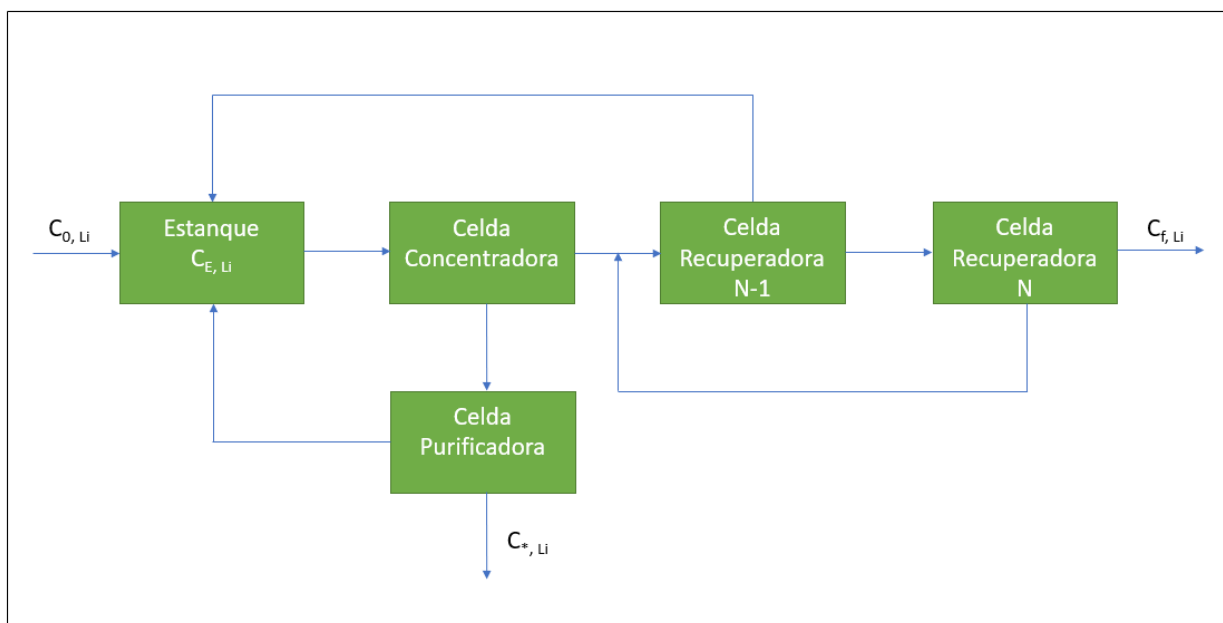 C0, Li
Estanque
CE, Li
Celda
Concentradora
Celda
Recuperadora
N-1
Celda
Recuperadora
N
Cf, Li
Celda
Purificadora
C*, Li